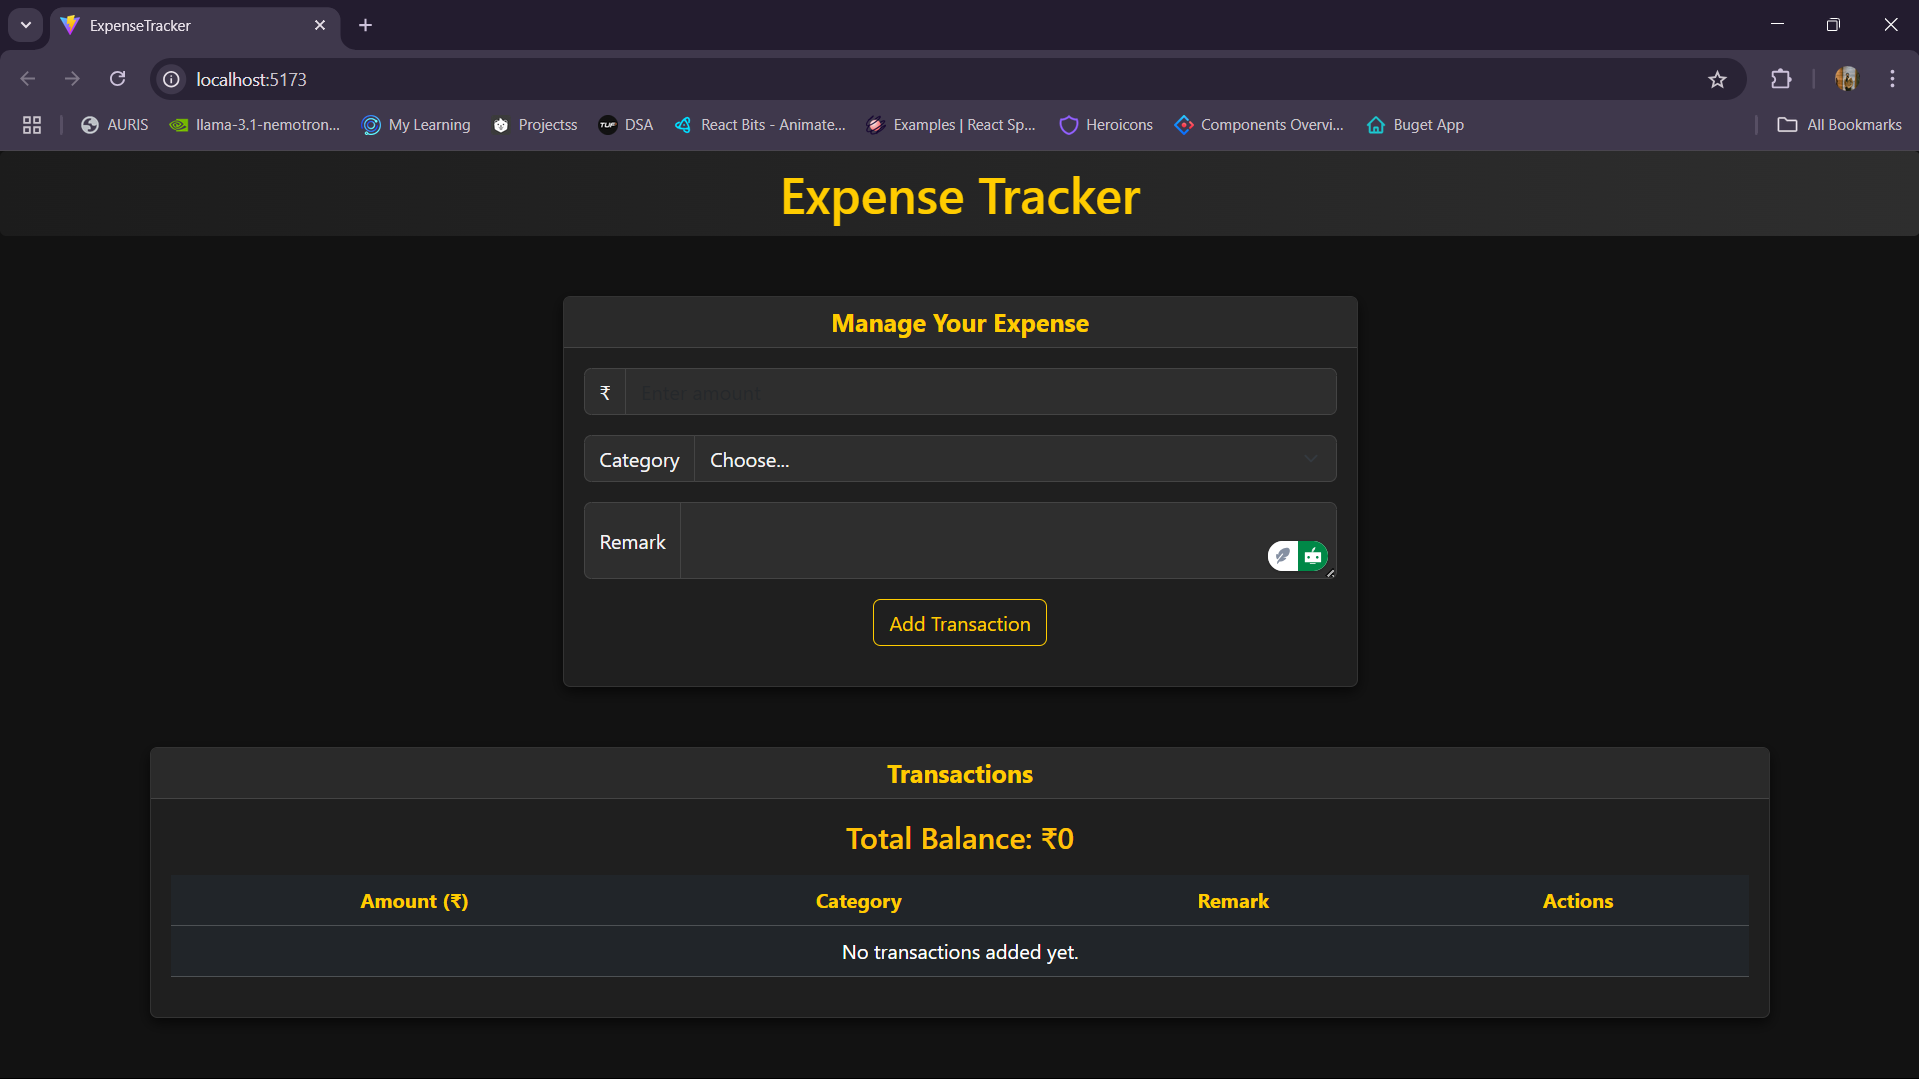 ExpenseTracker
localhost:5173
AURIS llama-3.1-nemotron... My Learning Projectss TUF DSA React Bits - Animate... Examples | React Sp... Heroicons Components Overvi... Buget App All Bookmarks
Expense Tracker
Manage Your Expense
₹ Enter amount
Category Choose...
Remark
Add Transaction
Transactions
Total Balance: ₹0
Amount (₹) Category Remark Actions
No transactions added yet.